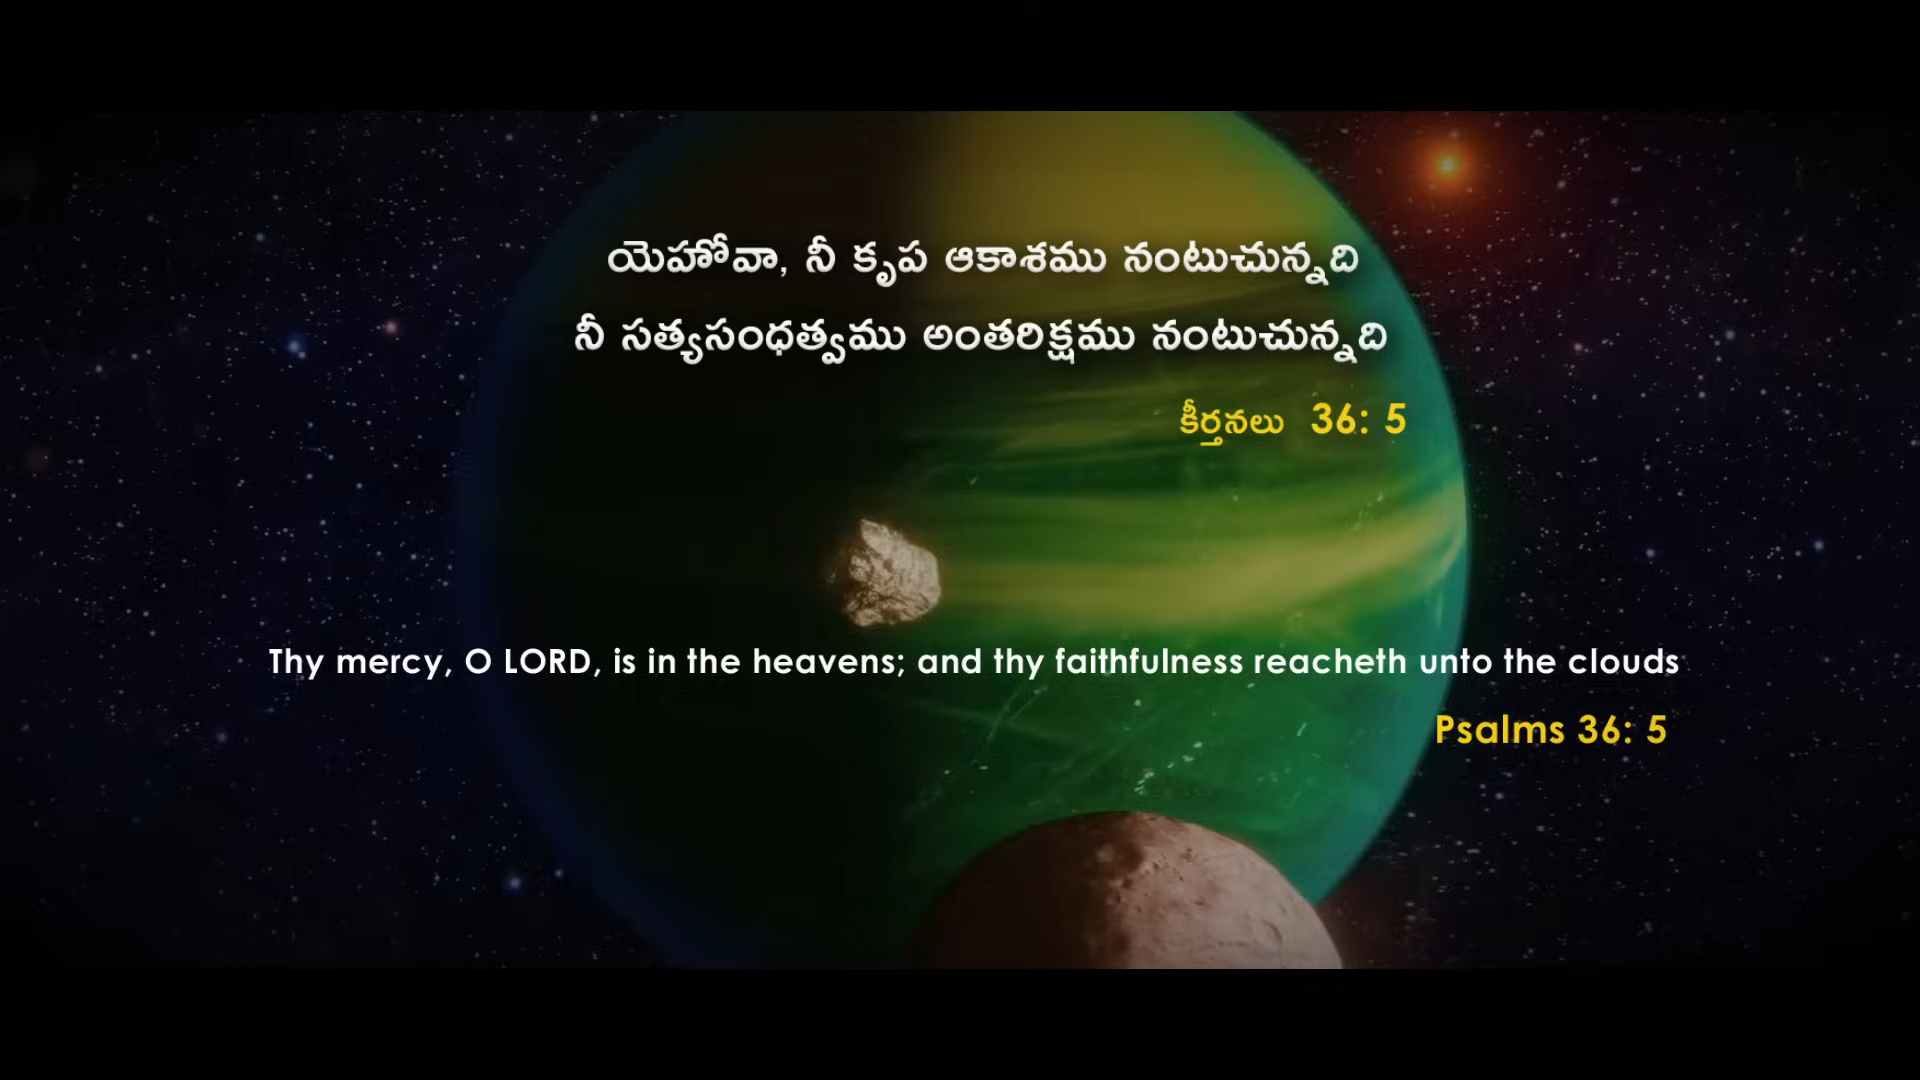 యెహోవా, నీ కృప ఆకాశము నంటుచున్నది
నీ సత్యసంధత్వము అంతరిక్షము నంటుచున్నది
కీర్తనలు 36: 5
Thy mercy, O LORD, is in the heavens; and thy faithfulness reacheth unto the clouds
Psalms 36: 5